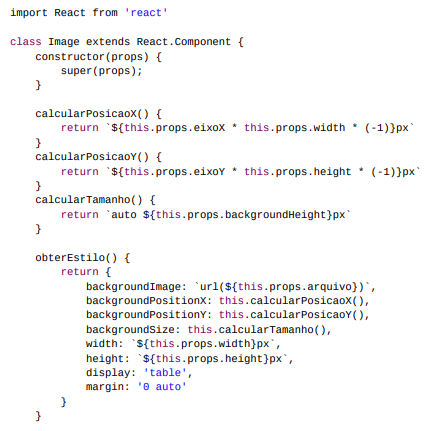 import React from 'react'
class Image extends React.Component {
    constructor(props) {
        super(props);
    }
    calcularPosicaoX() {
        return `${this.props.eixoX * this.props.width * (-1)}px`
    }
    calcularPosicaoY() {
        return `${this.props.eixoY * this.props.height * (-1)}px`
    }
    calcularTamanho() {
        return `auto ${this.props.backgroundHeight}px`
    }
    obterEstilo() {
        return {
            backgroundImage: `url(${this.props.arquivo})`,
            backgroundPositionX: this.calcularPosicaoX(),
            backgroundPositionY: this.calcularPosicaoY(),
            backgroundSize: this.calcularTamanho(),
            width: `${this.props.width}px`,
            height: `${this.props.height}px`,
            display: 'table',
            margin: '0 auto'
        }
    }